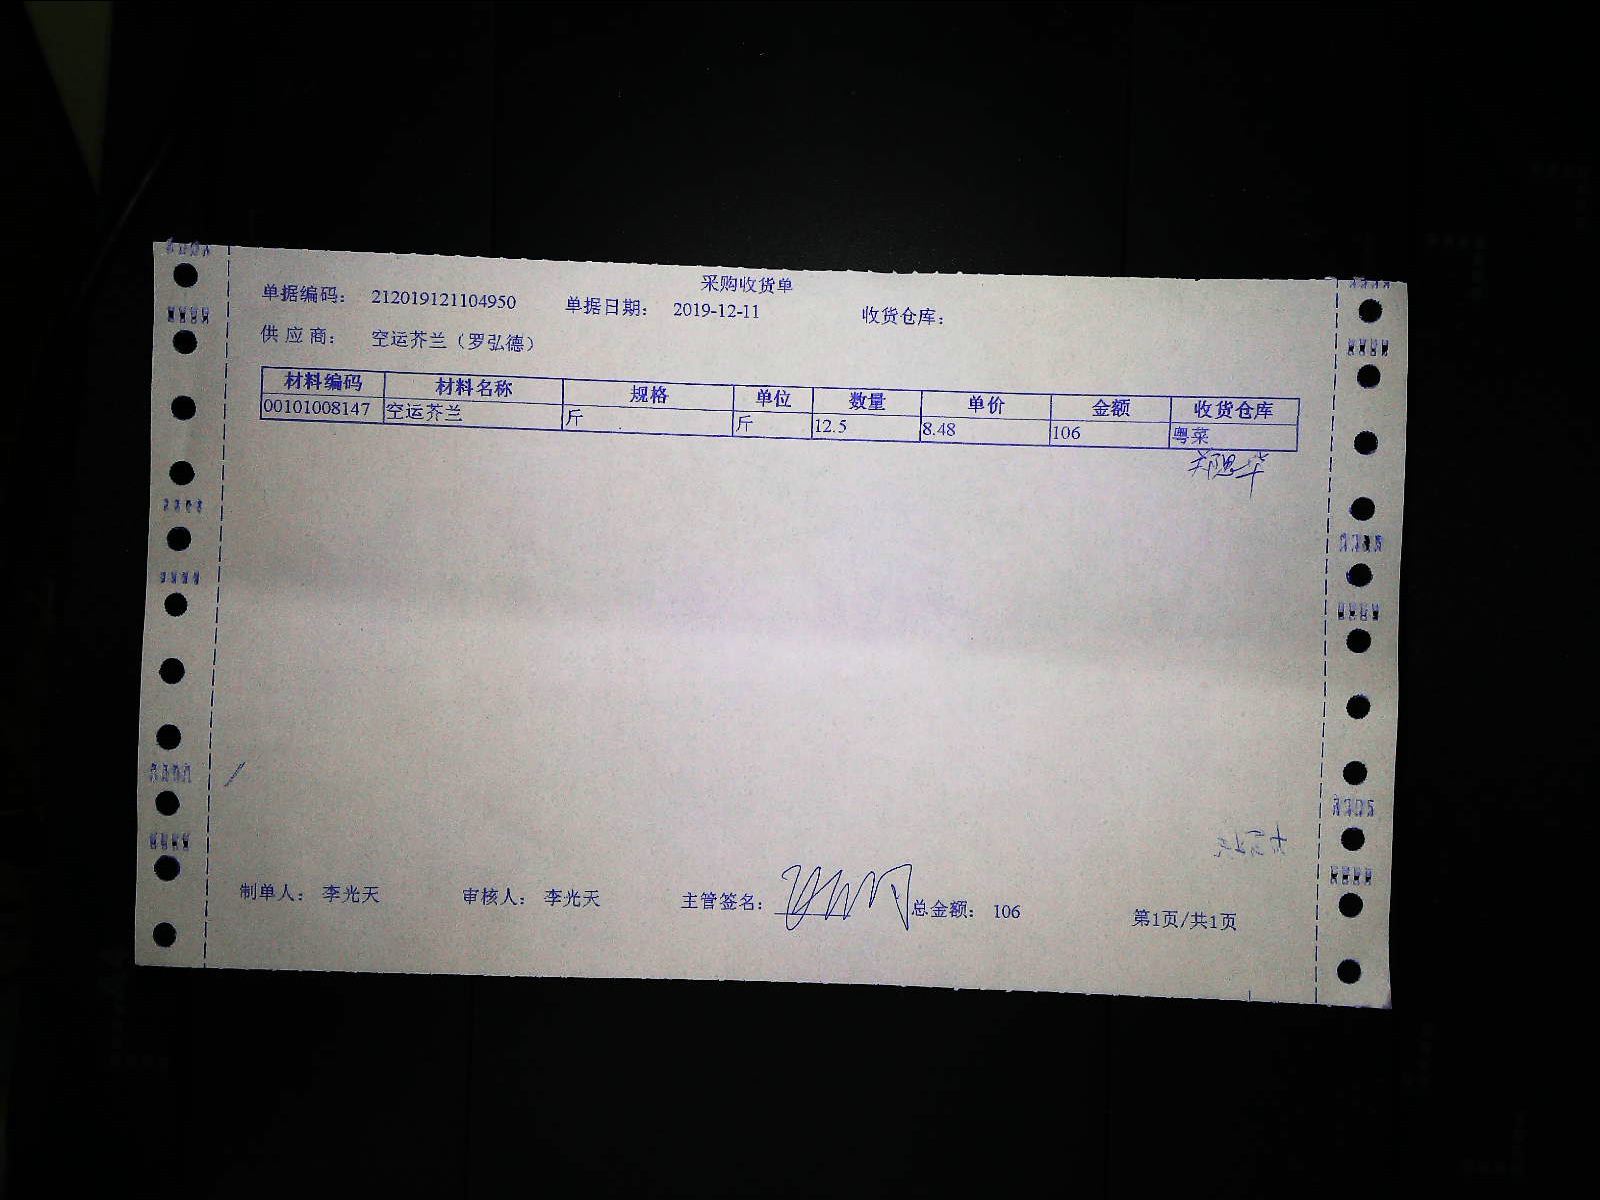 采购收货单
单据编码： 212019121104950 单据日期： 2019-12-11 收货仓库：
供 应 商： 空运芥兰（罗弘德）
材料编码 材料名称 规格 单位 数量 单价 金额 收货仓库
00101008147 空运芥兰 斤 斤 12.5 8.48 106 粤菜
制单人： 李光天 审核人： 李光天 主管签名： 总金额： 106 第1页/共1页